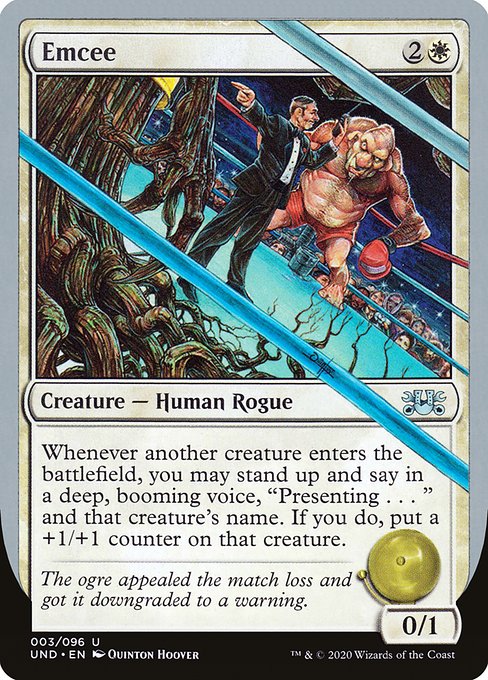 Emcee 2
Creature — Human Rogue
Whenever another creature enters the
battlefield, you may stand up and say in
a deep, booming voice, “Presenting . . . ”
and that creature’s name. If you do, put a
+1/+1 counter on that creature.
The ogre appealed the match loss and
got it downgraded to a warning.
0/1
003/096 U
UND • EN Quinton Hoover
™ & © 2020 Wizards of the Coast